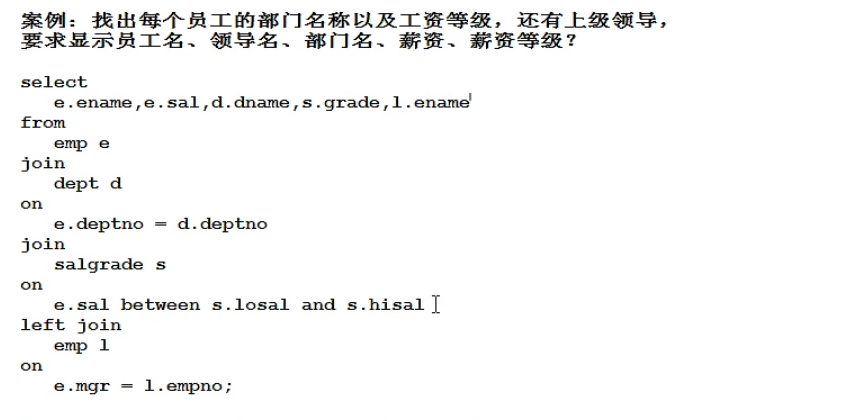 案例：找出每个员工的部门名称以及工资等级，还有上级领导，
要求显示员工名、领导名、部门名、薪资、薪资等级？
select
e.ename,e.sal,d.dname,s.grade,l.ename
from
emp e
join
dept d
on
e.deptno = d.deptno
join
salgrade s
on
e.sal between s.losal and s.hisal
left join
emp l
on
e.mgr = l.empno;